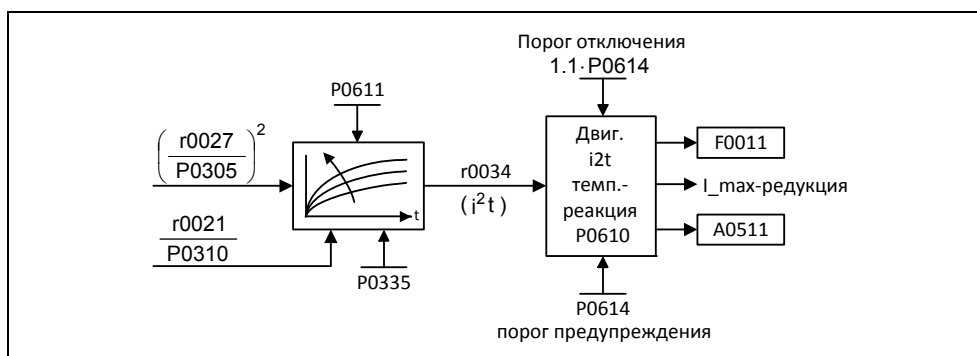 Порог отключения
1.1·P0614
P0611
(r0027/P0305)²
t
r0021/P0310
P0335
r0034
(i²t)
Двиг.
i2t
темп.-
реакция
P0610
F0011
I_max-редукция
A0511
P0614
порог предупреждения